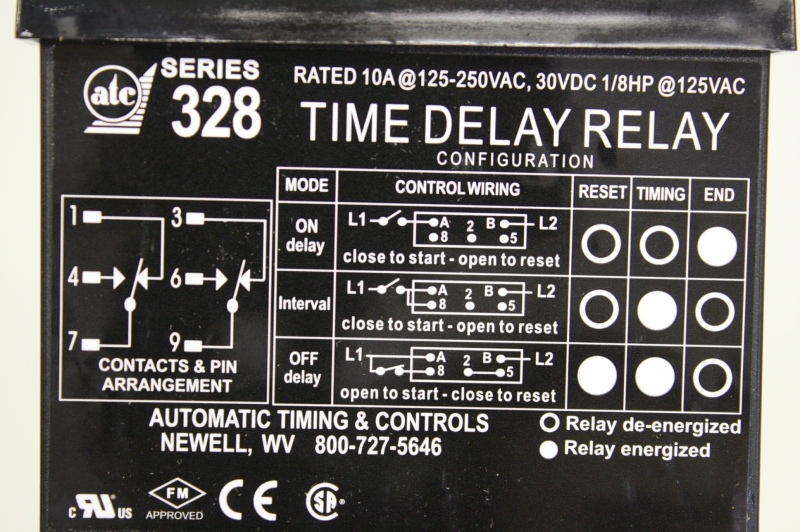 atc
SERIES
328
RATED 10A @125-250VAC, 30VDC 1/8HP @125VAC
TIME DELAY RELAY
CONFIGURATION
MODE CONTROL WIRING RESET TIMING END
ON delay
L1 A 2 B L2
8 5
close to start - open to reset
Interval
L1 A 2 B L2
8 5
close to start - open to reset
OFF delay
L1 A 2 B L2
8 5
open to start - close to reset
1 3
4 6
7 9
CONTACTS & PIN
ARRANGEMENT
AUTOMATIC TIMING & CONTROLS
NEWELL, WV 800-727-5646
Relay de-energized
Relay energized
c RU US
FM
APPROVED
CE
SA
®